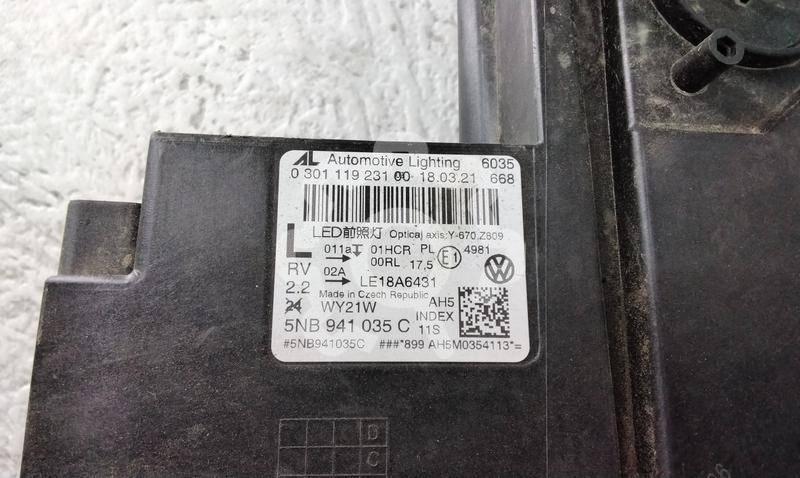 AL Automotive Lighting 6035
0 301 119 231 00 18.03.21 668
L LED前照灯 Optical axis:Y-670,Z809
011a 01HCR PL E1 4981
00RL 17,5
RV 02A LE18A6431
2.2 Made in Czech Republic AH5
24 WY21W INDEX
5NB 941 035 C 11S
#5NB941035C ###*899 AH5M0354113*=
D
C